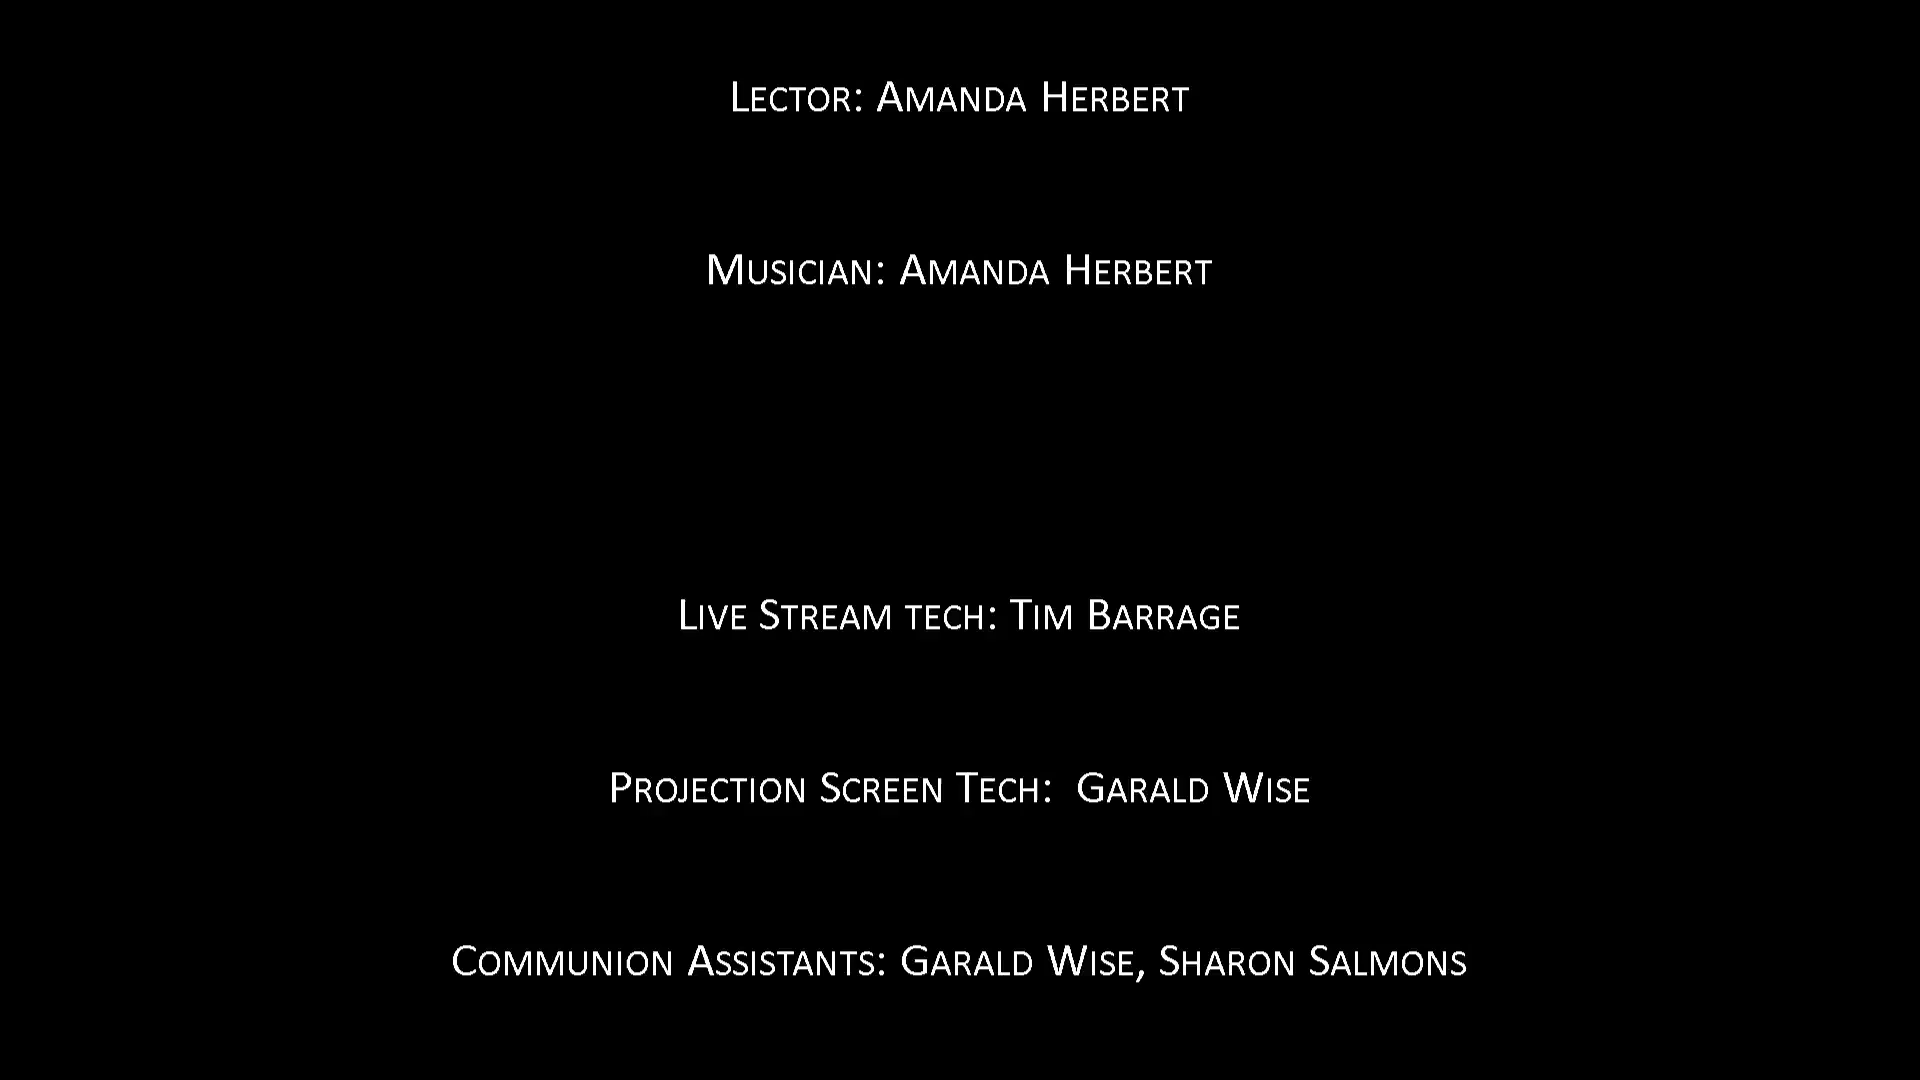 Lector: Amanda Herbert
Musician: Amanda Herbert
Live Stream tech: Tim Barrage
Projection Screen Tech:  Garald Wise
Communion Assistants: Garald Wise, Sharon Salmons